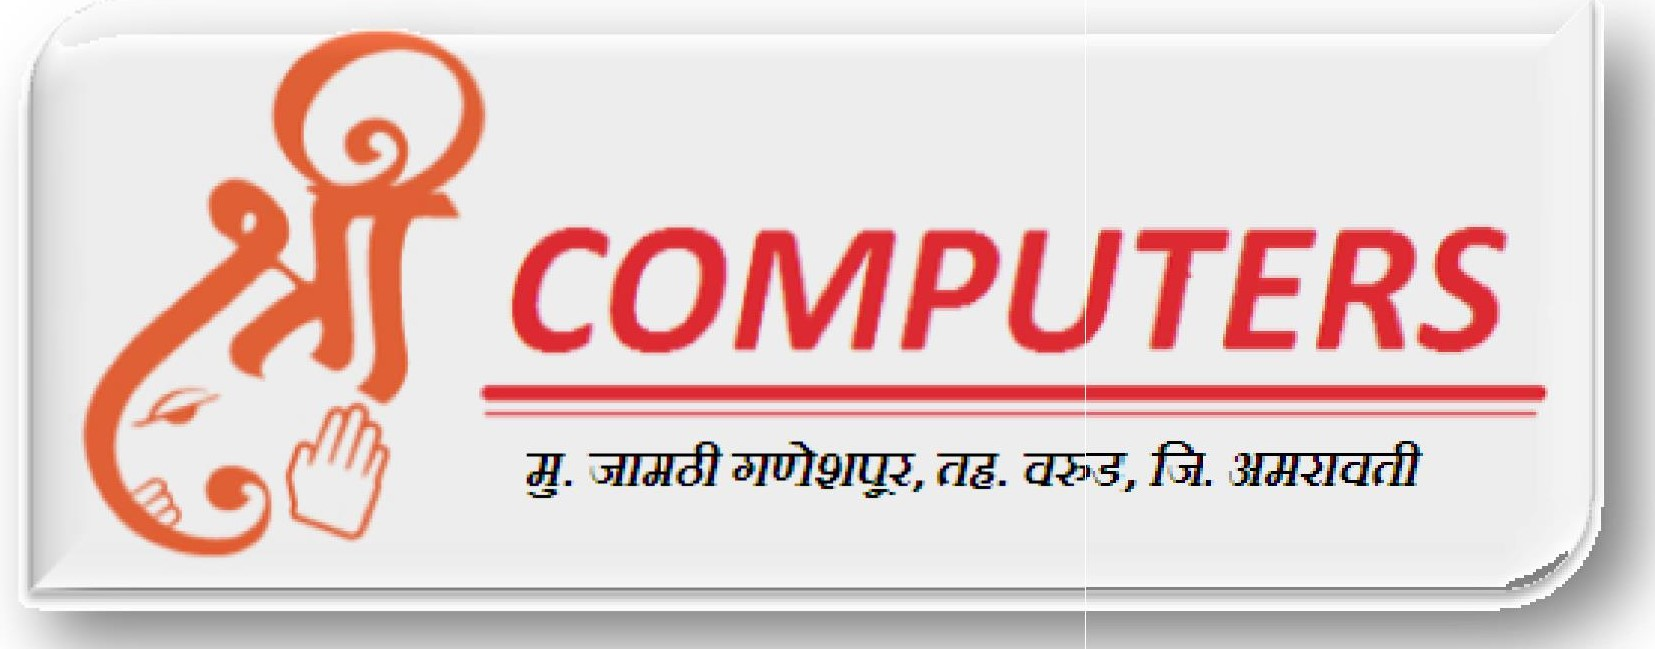 श्री COMPUTERS
मु. जामठी गणेशपूर, तह. वरुड, जि. अमरावती